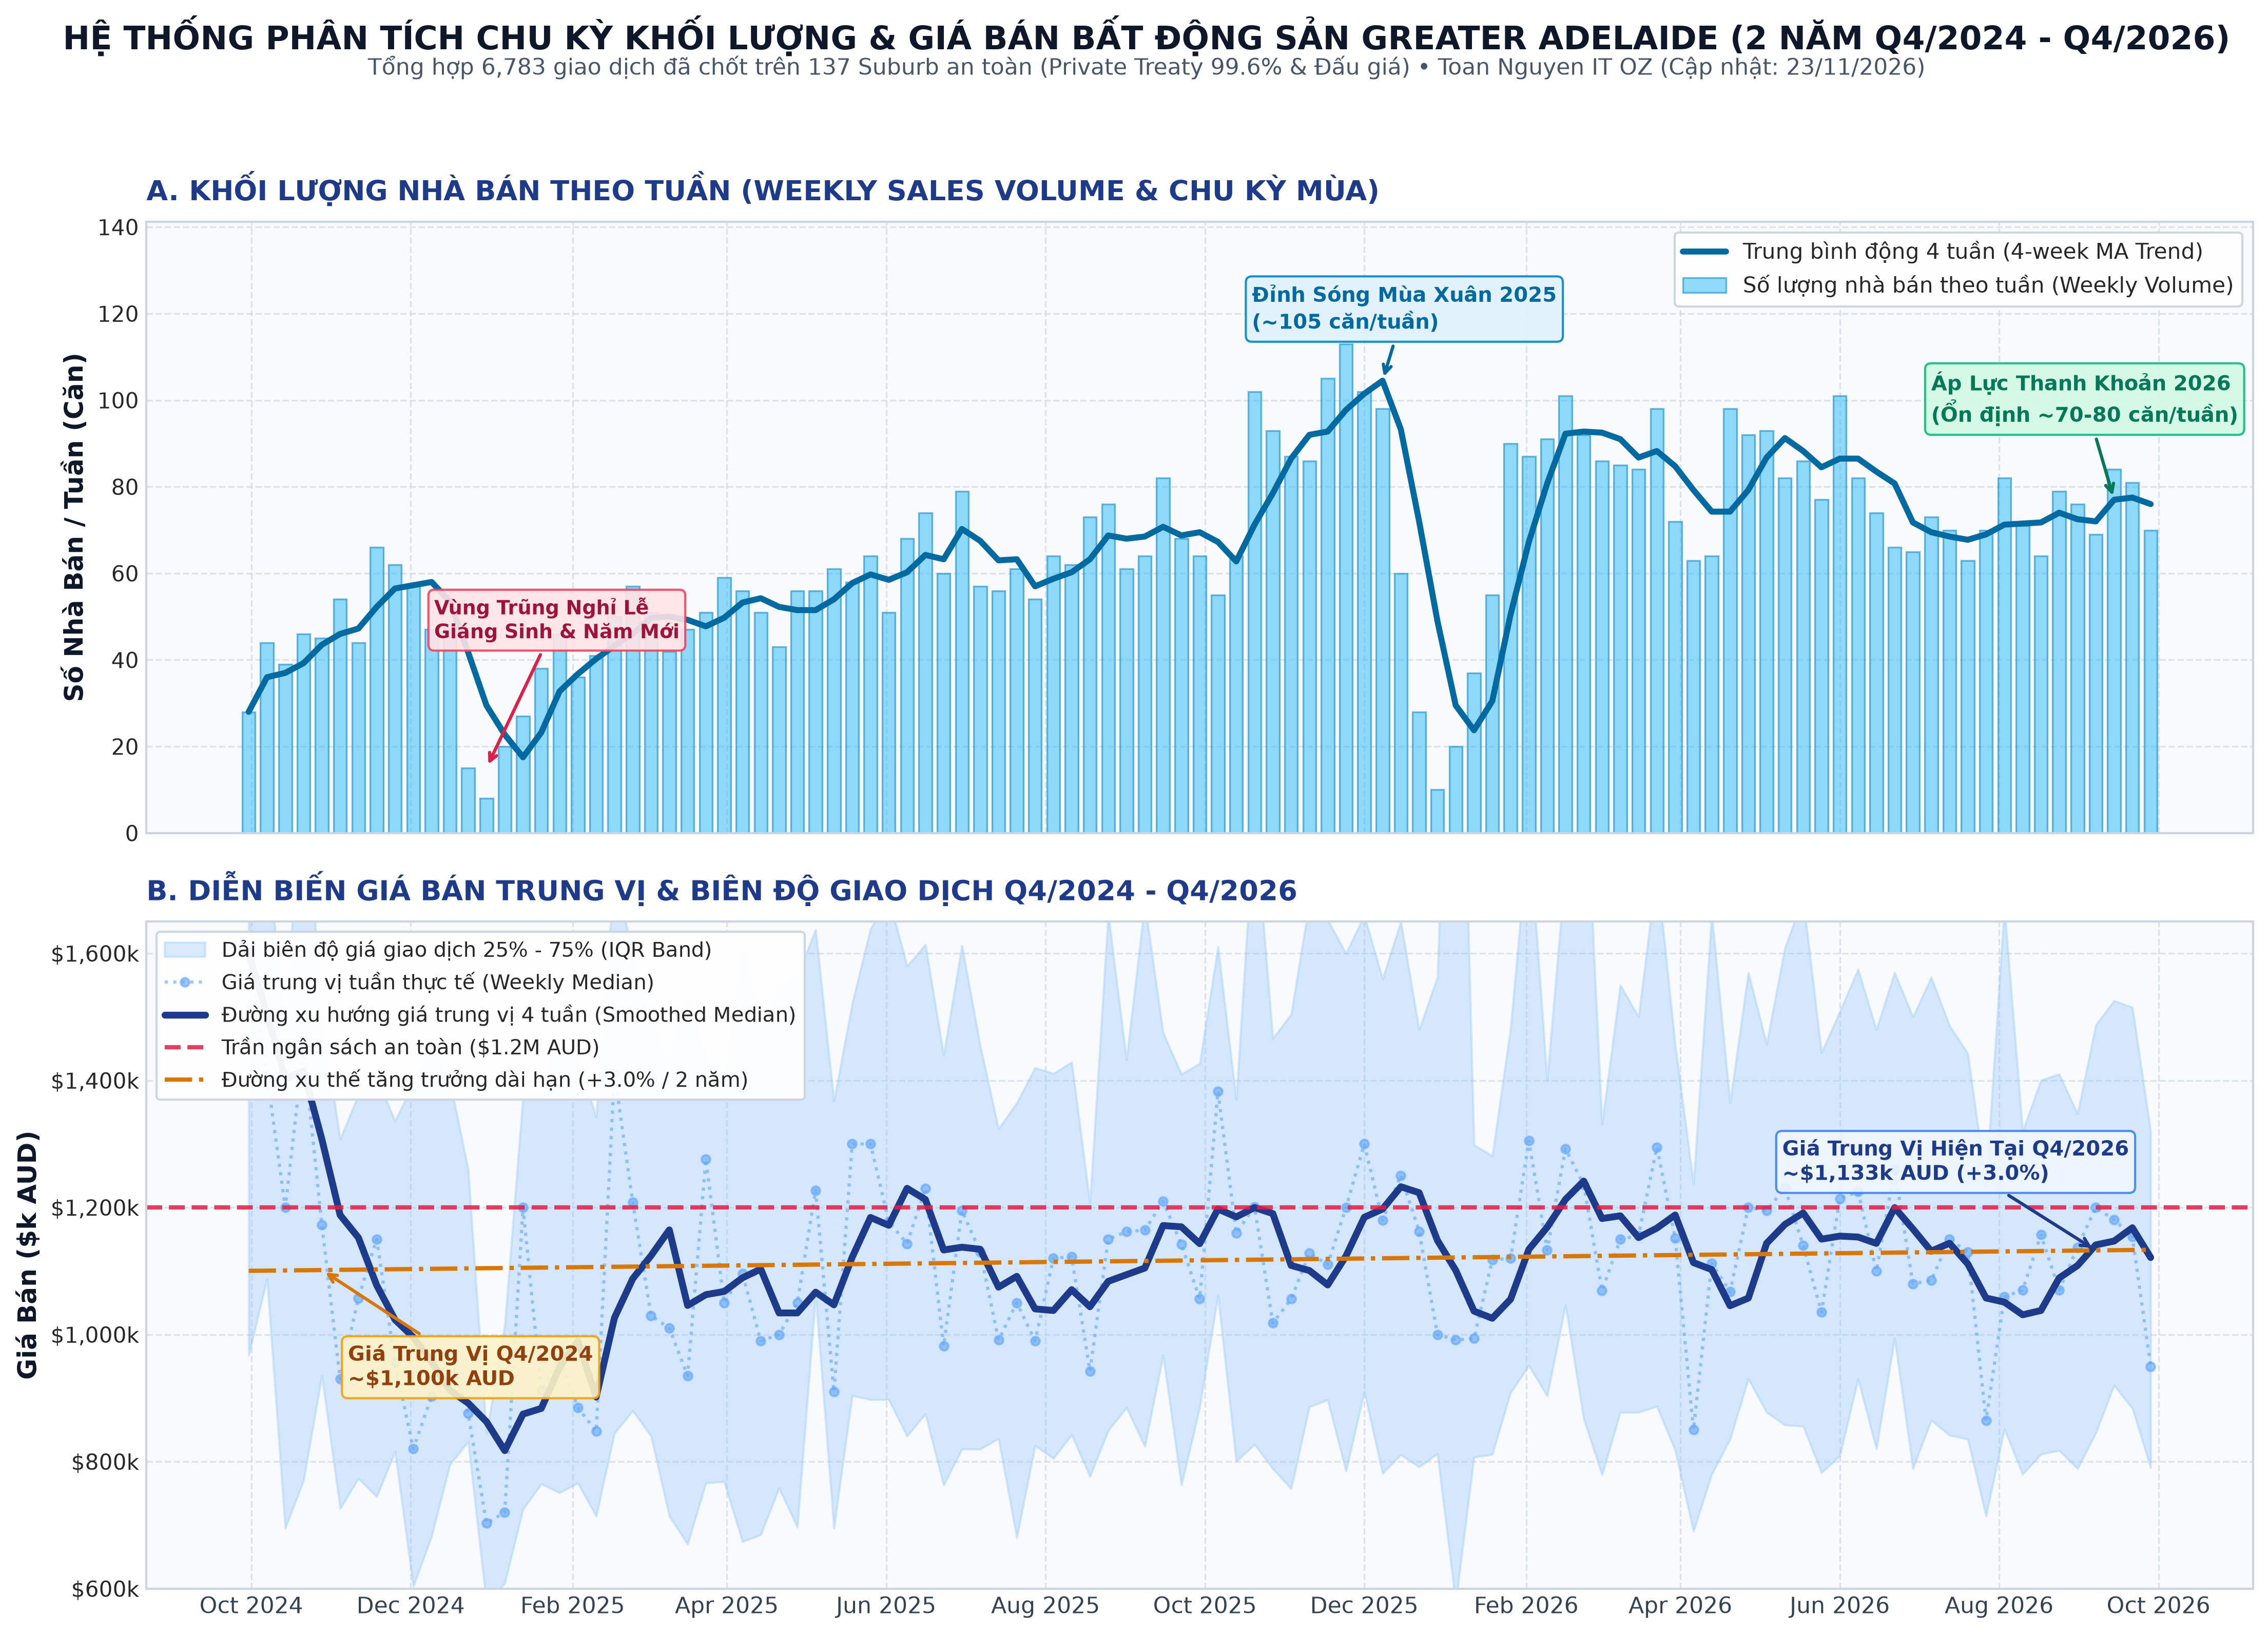 HỆ THỐNG PHÂN TÍCH CHU KỲ KHỐI LƯỢNG & GIÁ BÁN BẤT ĐỘNG SẢN GREATER ADELAIDE (2 NĂM Q4/2024 - Q4/2026)
Tổng hợp 6,783 giao dịch đã chốt trên 137 Suburb an toàn (Private Treaty 99.6% & Đấu giá) • Toan Nguyen IT OZ (Cập nhật: 23/11/2026)
A. KHỐI LƯỢNG NHÀ BÁN THEO TUẦN (WEEKLY SALES VOLUME & CHU KỲ MÙA)
Số Nhà Bán / Tuần (Căn)
140
120
100
80
60
40
20
0
Trung bình động 4 tuần (4-week MA Trend)
Số lượng nhà bán theo tuần (Weekly Volume)
Đỉnh Sóng Mùa Xuân 2025
(~105 căn/tuần)
Áp Lực Thanh Khoản 2026
(Ổn định ~70-80 căn/tuần)
Vùng Trũng Nghỉ Lễ
Giáng Sinh & Năm Mới
B. DIỄN BIẾN GIÁ BÁN TRUNG VỊ & BIÊN ĐỘ GIAO DỊCH Q4/2024 - Q4/2026
Giá Bán ($k AUD)
$1,600k
$1,400k
$1,200k
$1,000k
$800k
$600k
Dải biên độ giá giao dịch 25% - 75% (IQR Band)
Giá trung vị tuần thực tế (Weekly Median)
Đường xu hướng giá trung vị 4 tuần (Smoothed Median)
Trần ngân sách an toàn ($1.2M AUD)
Đường xu thế tăng trưởng dài hạn (+3.0% / 2 năm)
Giá Trung Vị Hiện Tại Q4/2026
~$1,133k AUD (+3.0%)
Giá Trung Vị Q4/2024
~$1,100k AUD
Oct 2024
Dec 2024
Feb 2025
Apr 2025
Jun 2025
Aug 2025
Oct 2025
Dec 2025
Feb 2026
Apr 2026
Jun 2026
Aug 2026
Oct 2026